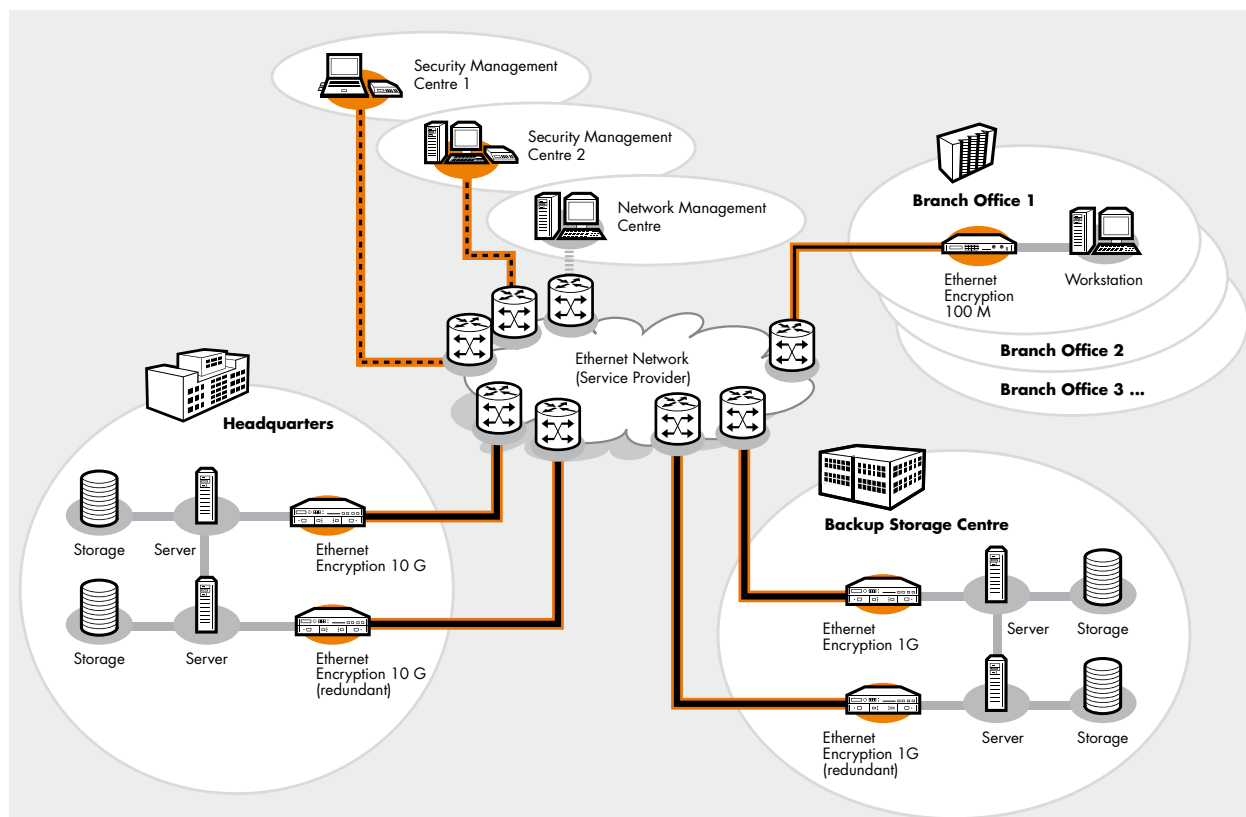 Security Management
Centre 1
Security Management
Centre 2
Network Management
Centre
Branch Office 1
Ethernet
Encryption
100 M
Workstation
Branch Office 2
Branch Office 3 ...
Ethernet Network
(Service Provider)
Headquarters
Storage
Server
Ethernet
Encryption 10 G
Storage
Server
Ethernet
Encryption 10 G
(redundant)
Backup Storage Centre
Ethernet
Encryption 1G
Server
Storage
Ethernet
Encryption 1G
(redundant)
Server
Storage